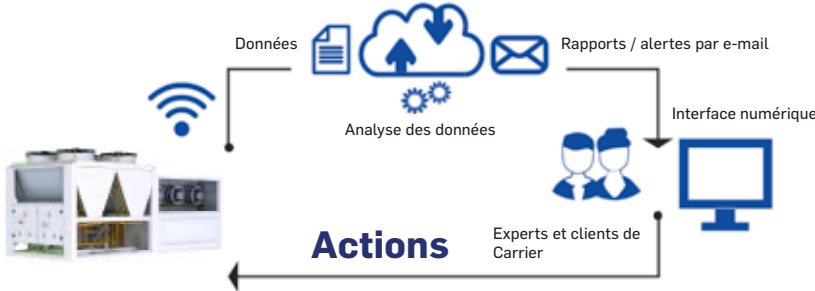 Données
Rapports / alertes par e-mail
Analyse des données
Interface numérique
Actions
Experts et clients de
Carrier